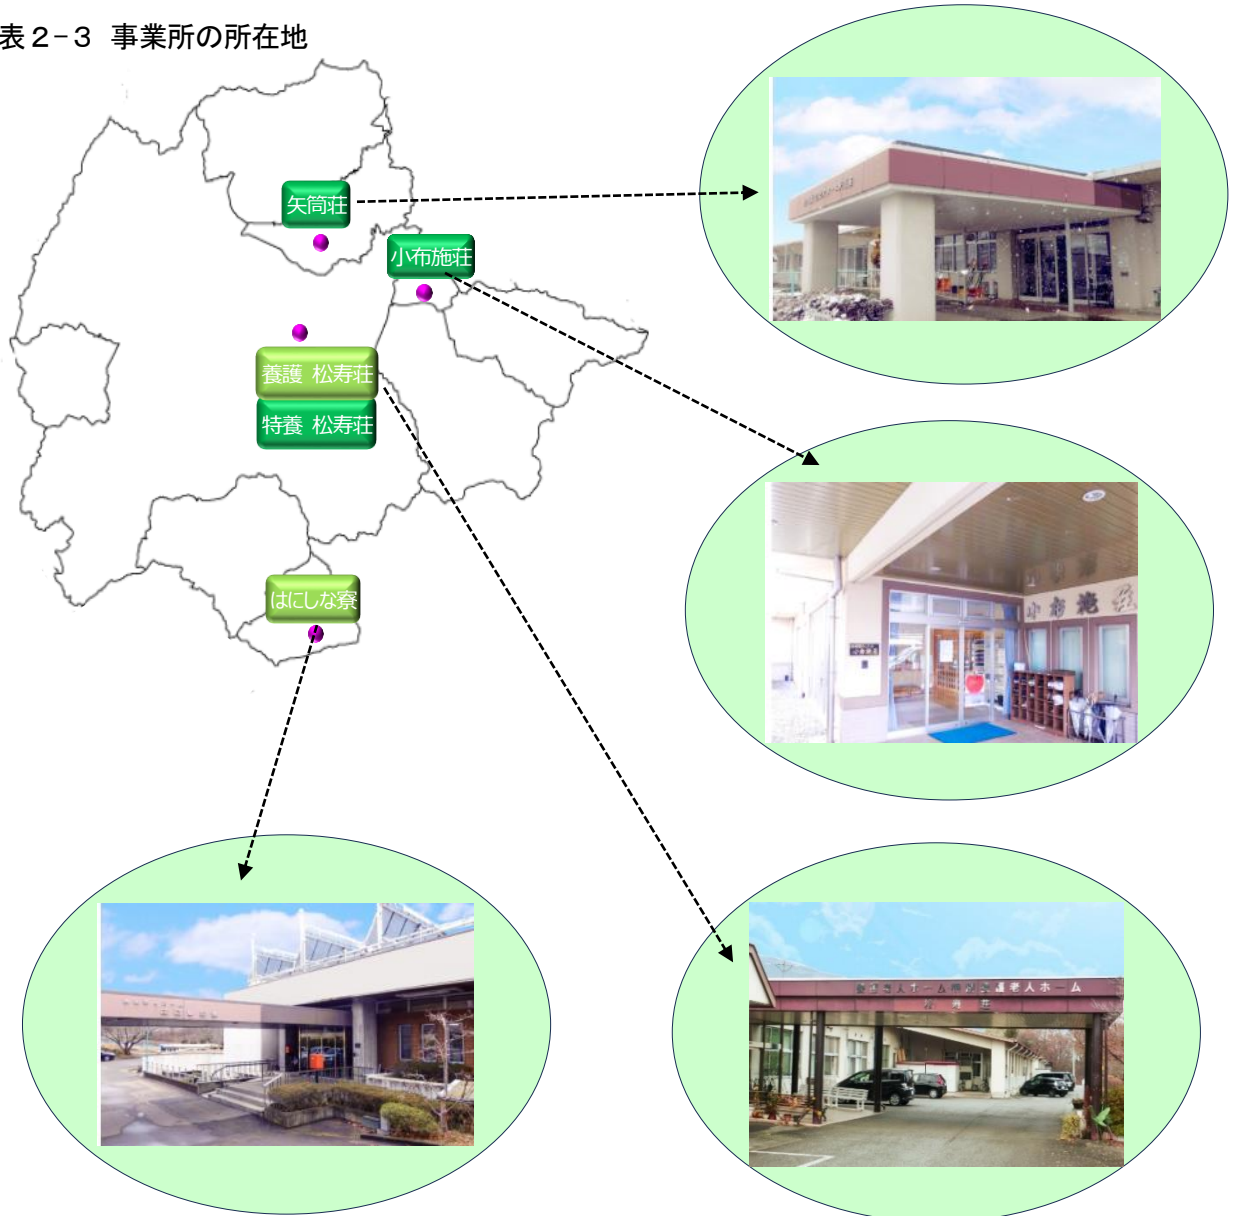 表２−３ 事業所の所在地
矢筒荘
小布施荘
養護 松寿荘
特養 松寿荘
はにしな寮
小布施荘